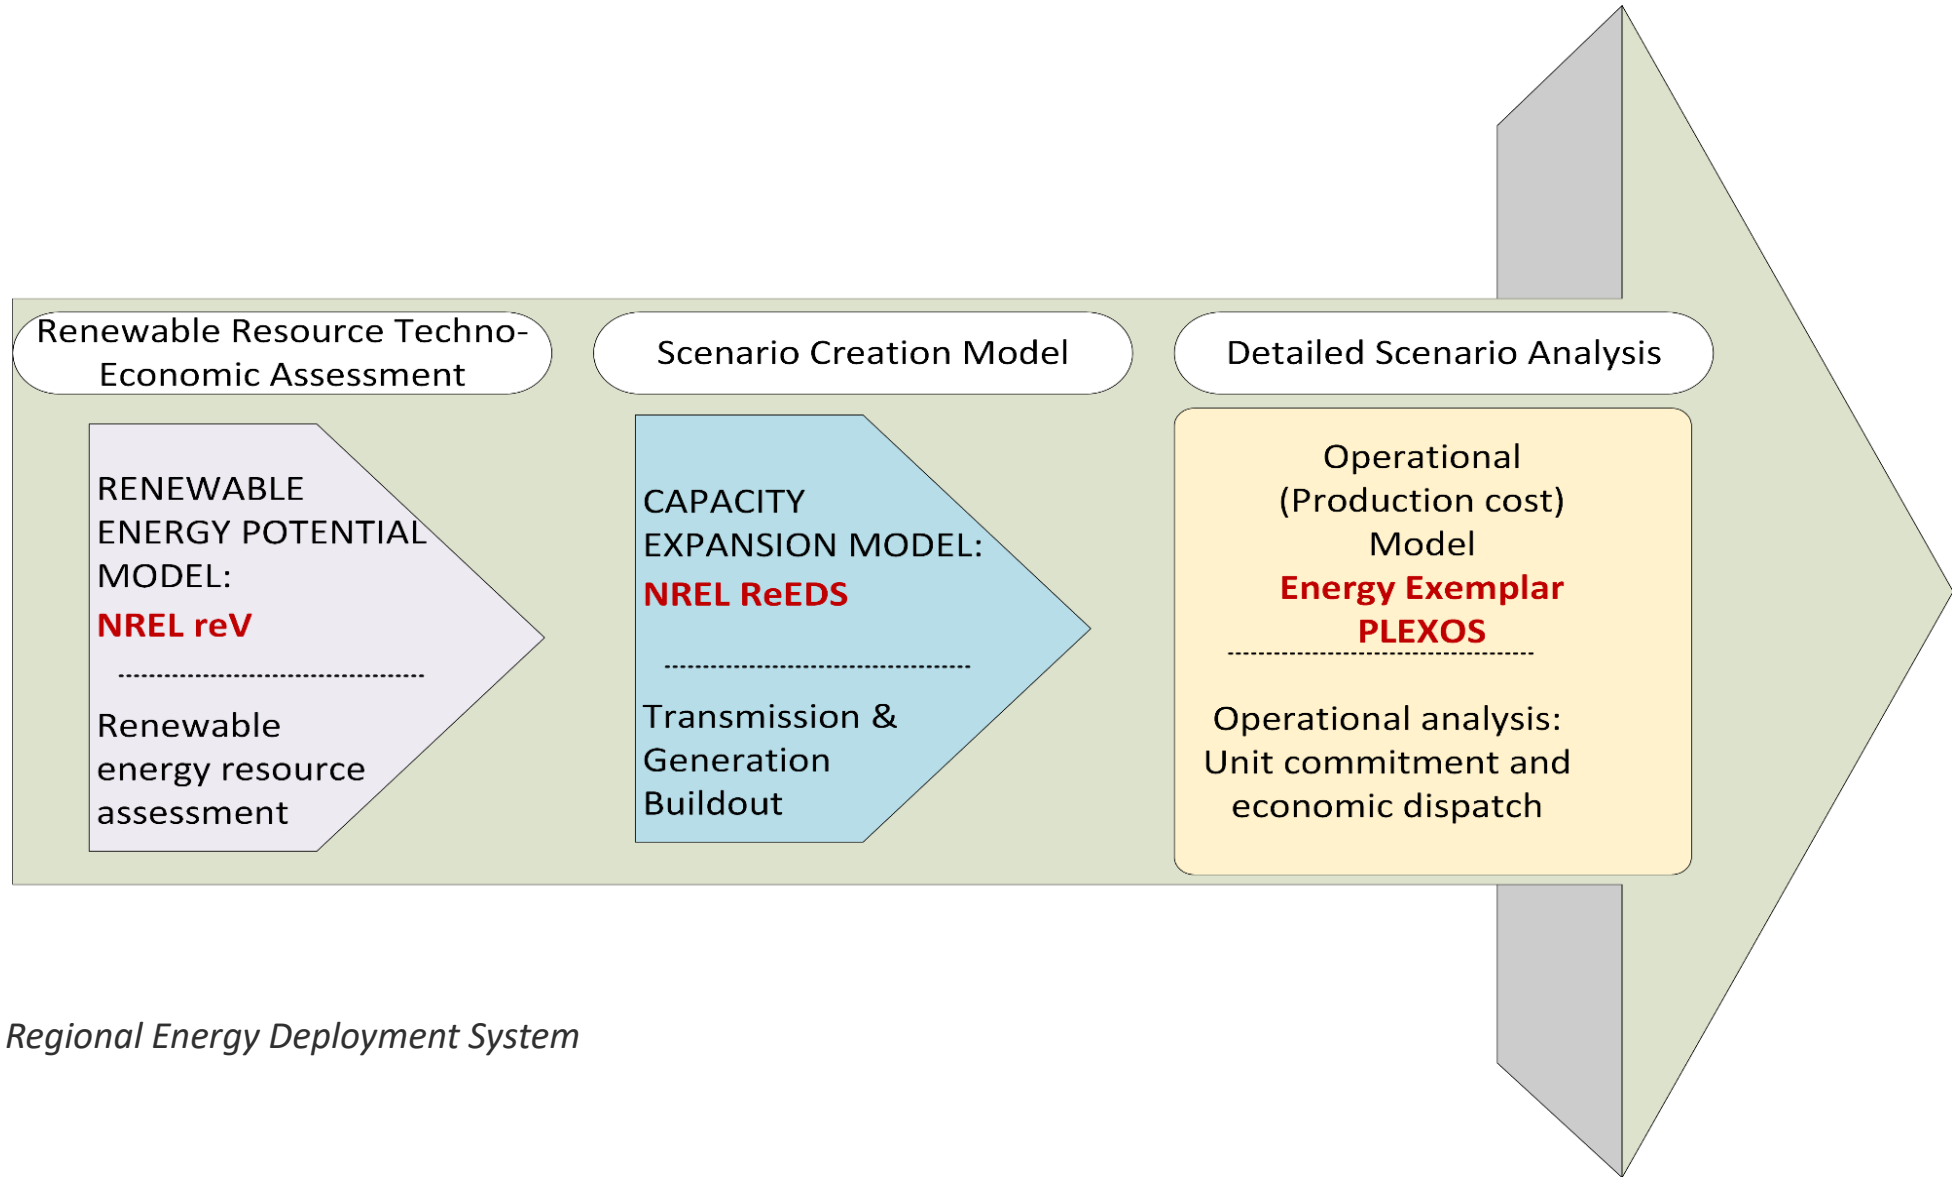 Renewable Resource Techno-
Economic Assessment
Scenario Creation Model
Detailed Scenario Analysis
RENEWABLE
ENERGY POTENTIAL
MODEL:
NREL reV
Renewable
energy resource
assessment
CAPACITY
EXPANSION MODEL:
NREL ReEDS
Transmission &
Generation
Buildout
Operational
(Production cost)
Model
Energy Exemplar
PLEXOS
Operational analysis:
Unit commitment and
economic dispatch
Regional Energy Deployment System